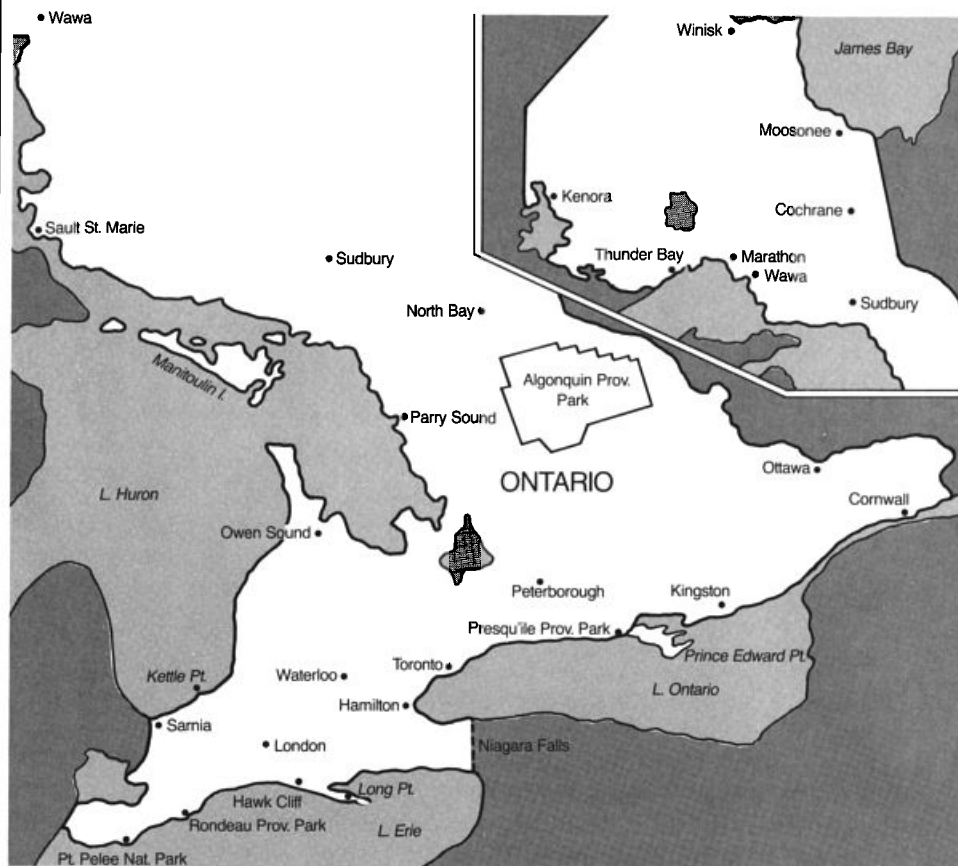 Wawa
Winisk
James Bay
Moosonee
Kenora
Cochrane
Sault St. Marie
Thunder Bay
Marathon
Wawa
Sudbury
Sudbury
North Bay
Manitoulin I.
Algonquin Prov.
Park
Parry Sound
ONTARIO
Ottawa
L. Huron
Cornwall
Owen Sound
Peterborough
Kingston
Presqu'ile Prov. Park
Prince Edward Pt.
Toronto
Kettle Pt.
Waterloo
L. Ontario
Hamilton
Sarnia
London
Niagara Falls
Long Pt.
Hawk Cliff
Rondeau Prov. Park
L. Erie
Pt. Pelee Nat. Park